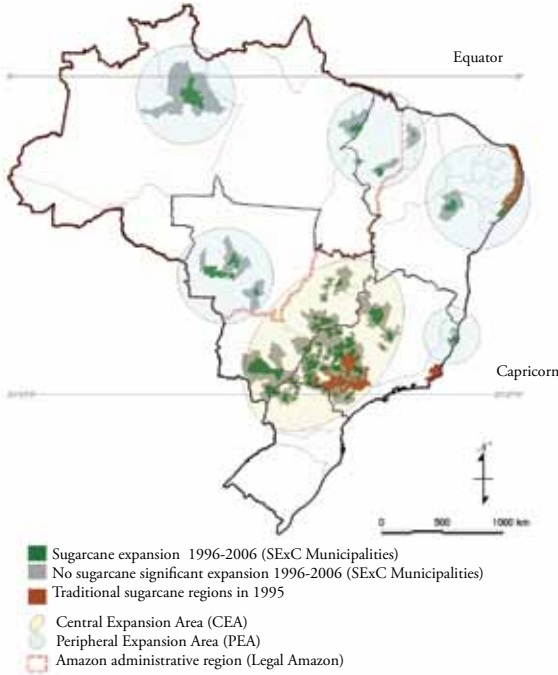 Equator
Capricorn
N
0 500 1000 km
Sugarcane expansion 1996-2006 (SExC Municipalities)
No sugarcane significant expansion 1996-2006 (SExC Municipalities)
Traditional sugarcane regions in 1995
Central Expansion Area (CEA)
Peripheral Expansion Area (PEA)
Amazon administrative region (Legal Amazon)